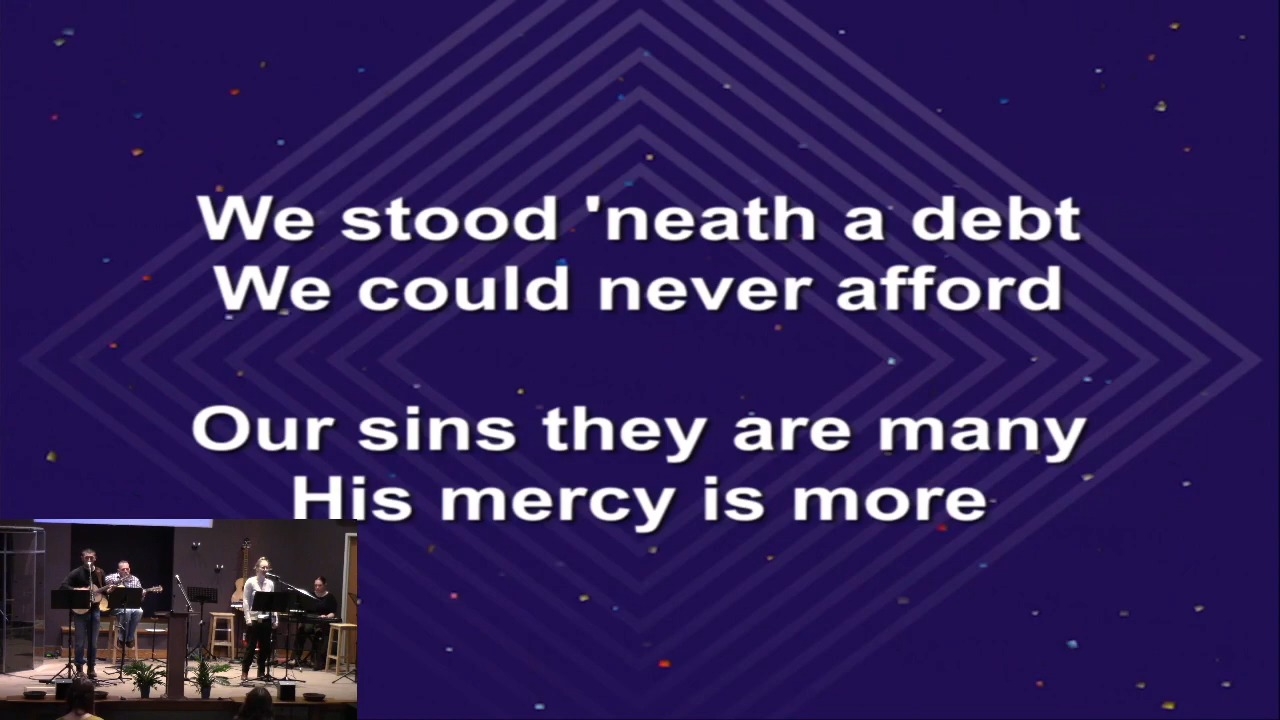 We stood 'neath a debt
We could never afford
Our sins they are many
His mercy is more